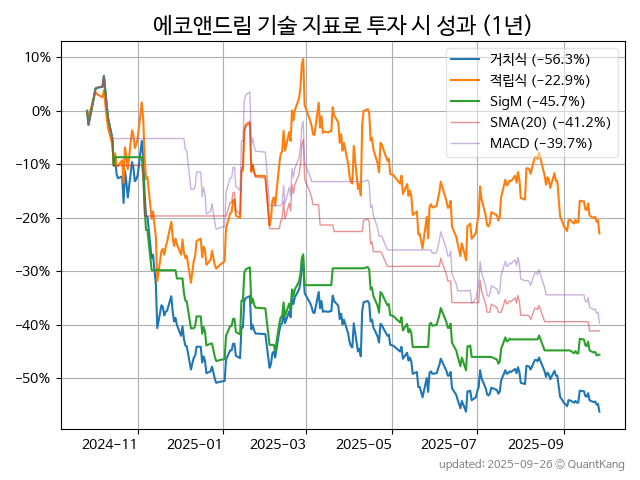 에코앤드림 기술 지표로 투자 시 성과 (1년)
거치식 (−56.3%)
적립식 (−22.9%)
SigM (−45.7%)
SMA(20) (−41.2%)
MACD (−39.7%)
10%
0%
−10%
−20%
−30%
−40%
−50%
2024-11 2025-01 2025-03 2025-05 2025-07 2025-09
updated: 2025-09-26 © QuantKang